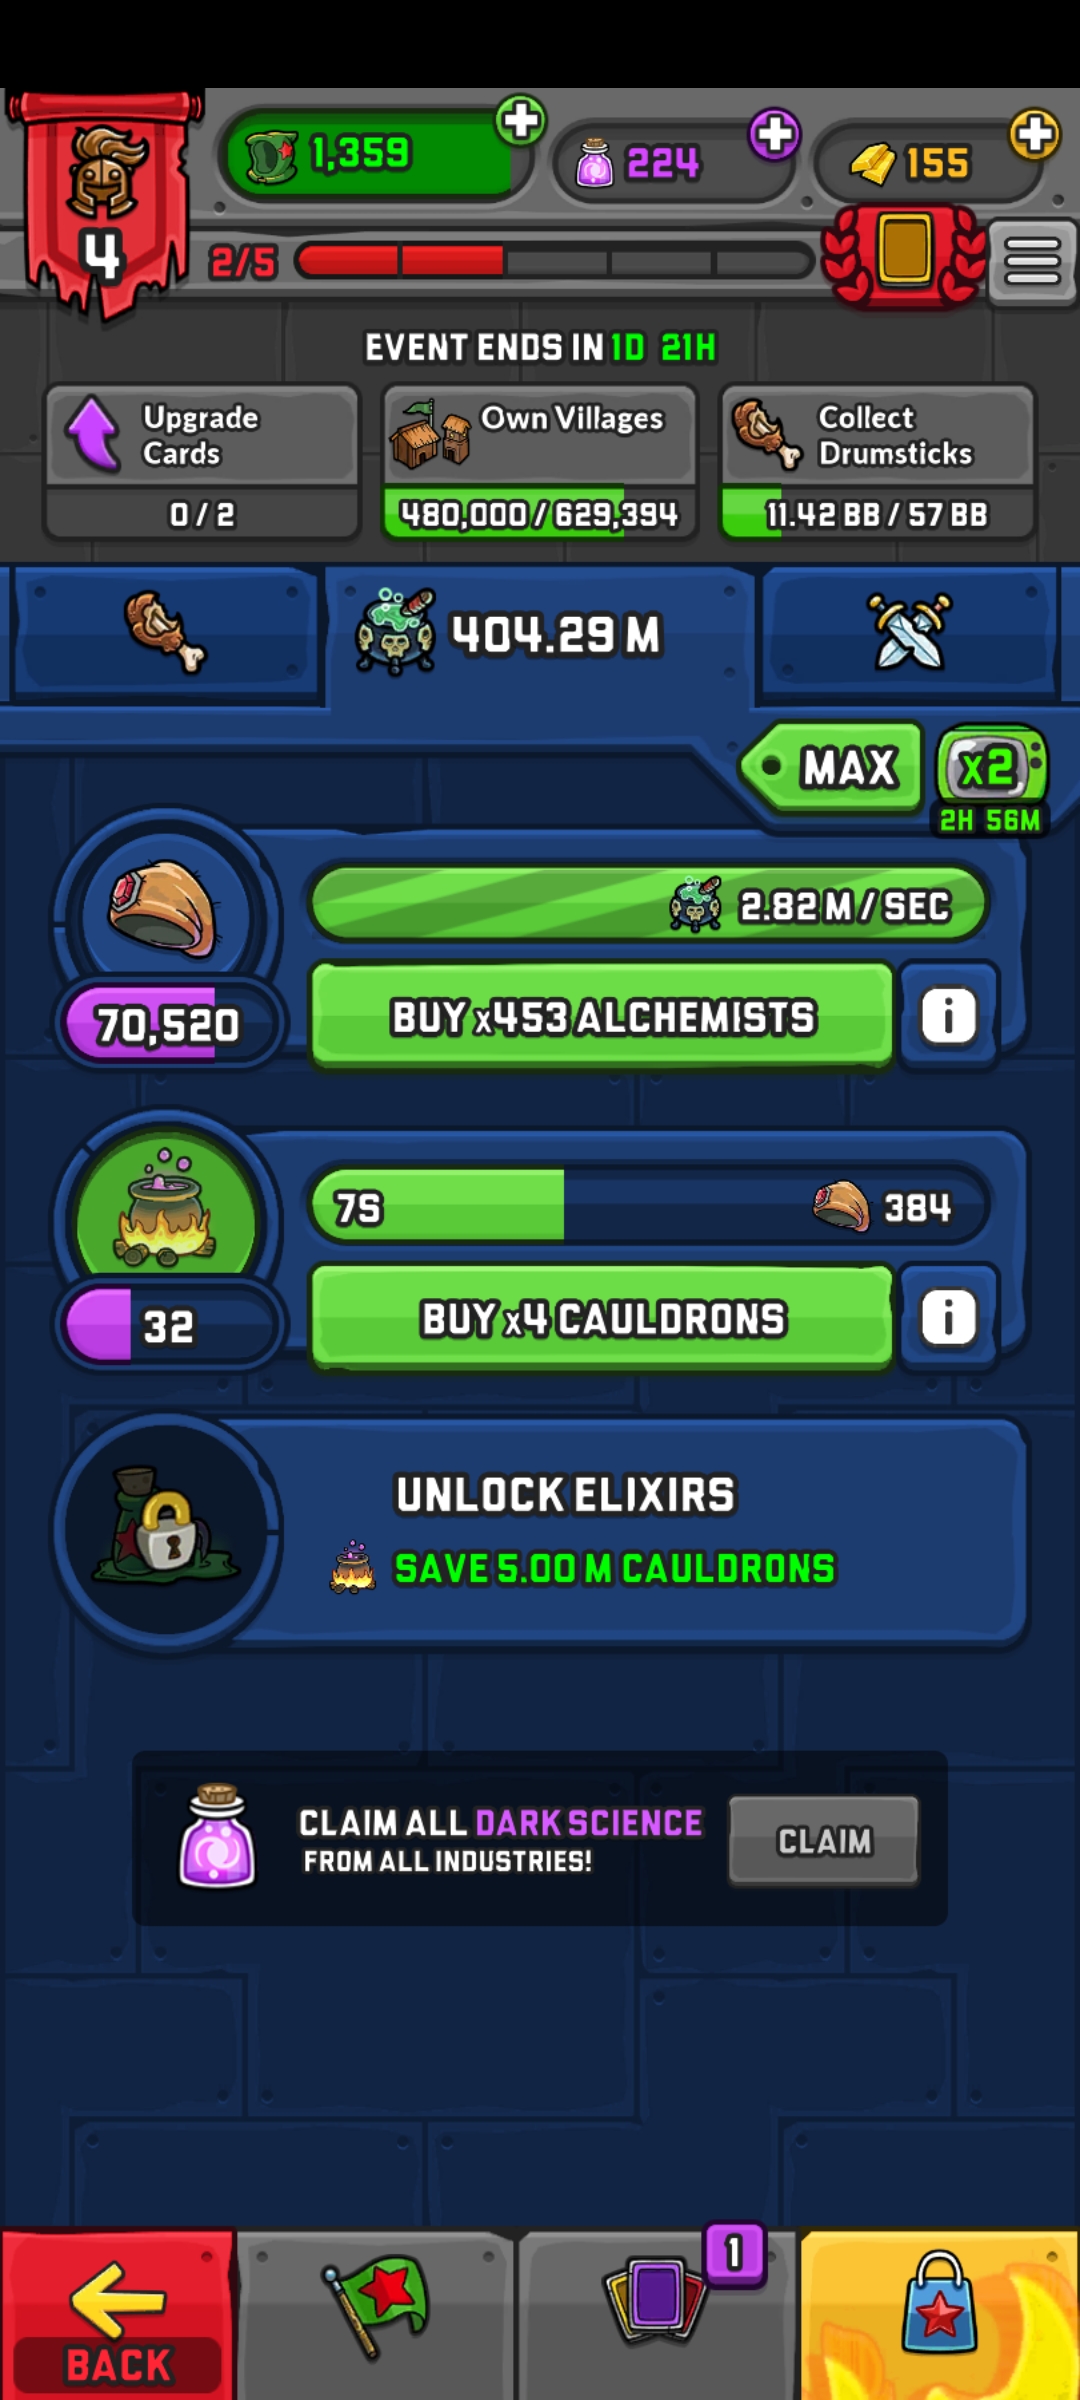 1,359
224
155
4
2/5
EVENT ENDS IN 1D 21H
Upgrade
Cards
0 / 2
Own Villages
480,000 / 629,394
Collect
Drumsticks
11.42 BB / 57 BB
404.29 M
MAX
x2
2H 56M
2.82 M / SEC
70,520
BUY x453 ALCHEMISTS
i
7S
384
32
BUY x4 CAULDRONS
i
UNLOCK ELIXIRS
SAVE 5.00 M CAULDRONS
CLAIM ALL DARK SCIENCE
FROM ALL INDUSTRIES!
CLAIM
1
BACK